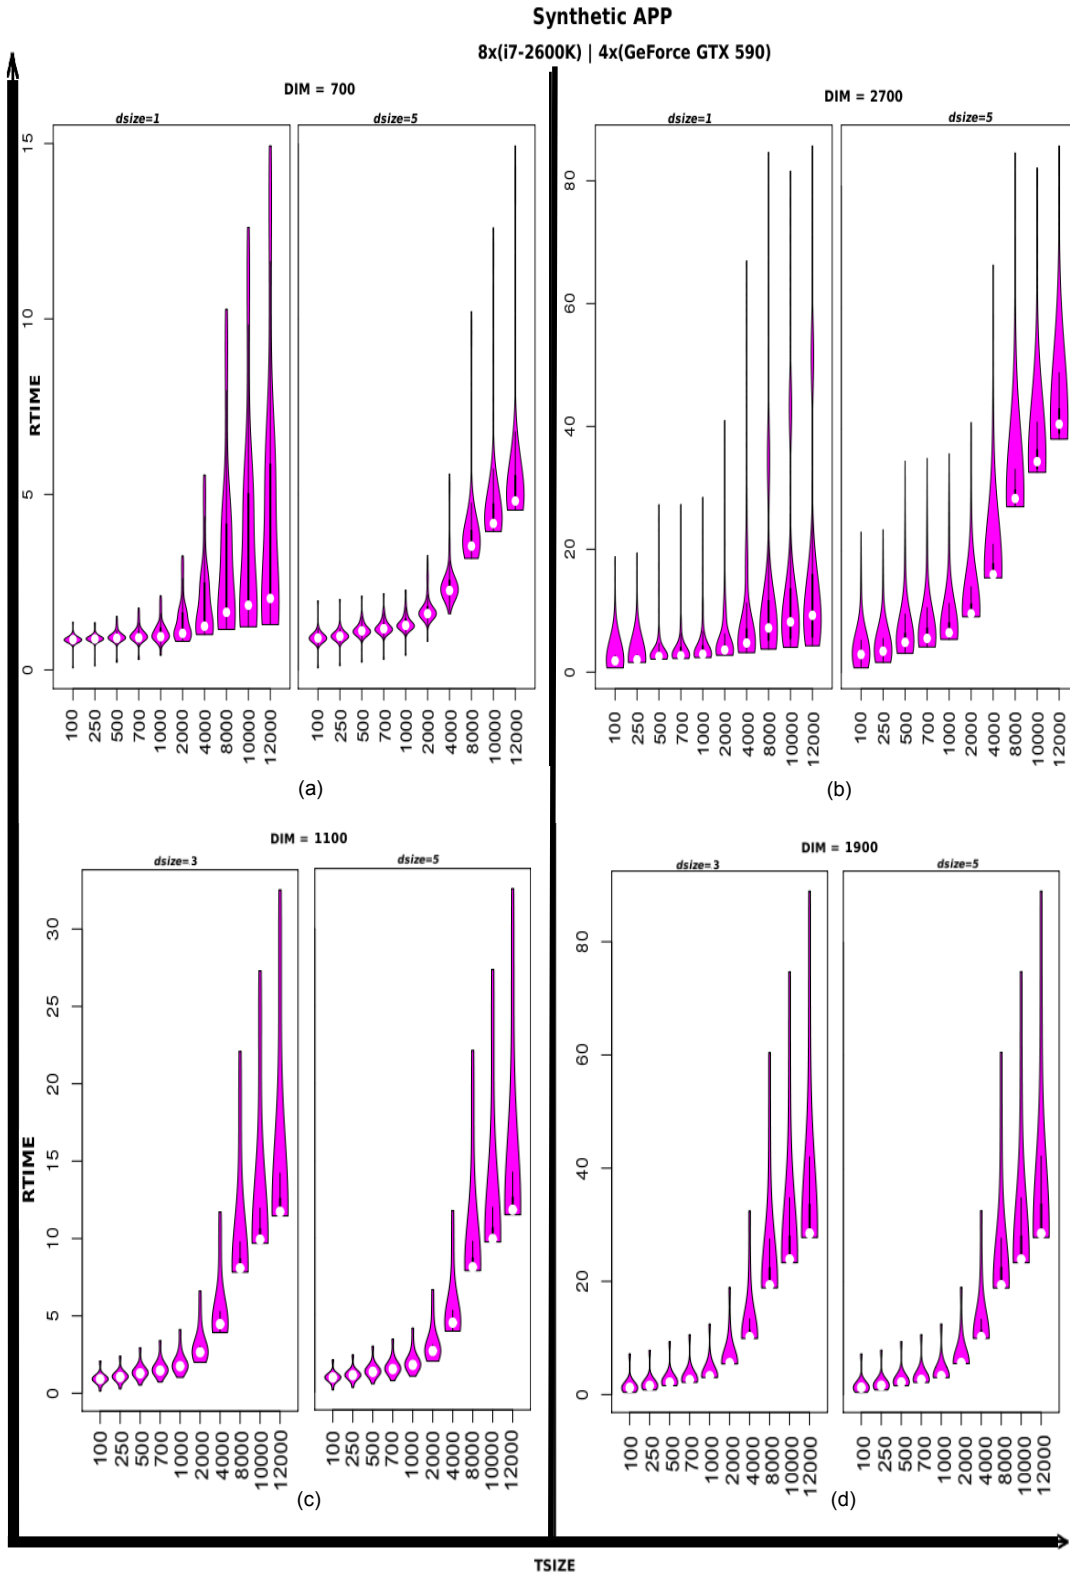 Synthetic APP
8x(i7-2600K) | 4x(GeForce GTX 590)
DIM = 700
dsize=1 dsize=5
RTIME
15
10
5
0
100 250 500 700 1000 2000 4000 8000 10000 12000
100 250 500 700 1000 2000 4000 8000 10000 12000
(a)
DIM = 2700
dsize=1 dsize=5
80
60
40
20
0
100 250 500 700 1000 2000 4000 8000 10000 12000
100 250 500 700 1000 2000 4000 8000 10000 12000
(b)
DIM = 1100
dsize=3 dsize=5
RTIME
30
25
20
15
10
5
0
100 250 500 700 1000 2000 4000 8000 10000 12000
100 250 500 700 1000 2000 4000 8000 10000 12000
(c)
DIM = 1900
dsize=3 dsize=5
80
60
40
20
0
100 250 500 700 1000 2000 4000 8000 10000 12000
100 250 500 700 1000 2000 4000 8000 10000 12000
(d)
TSIZE